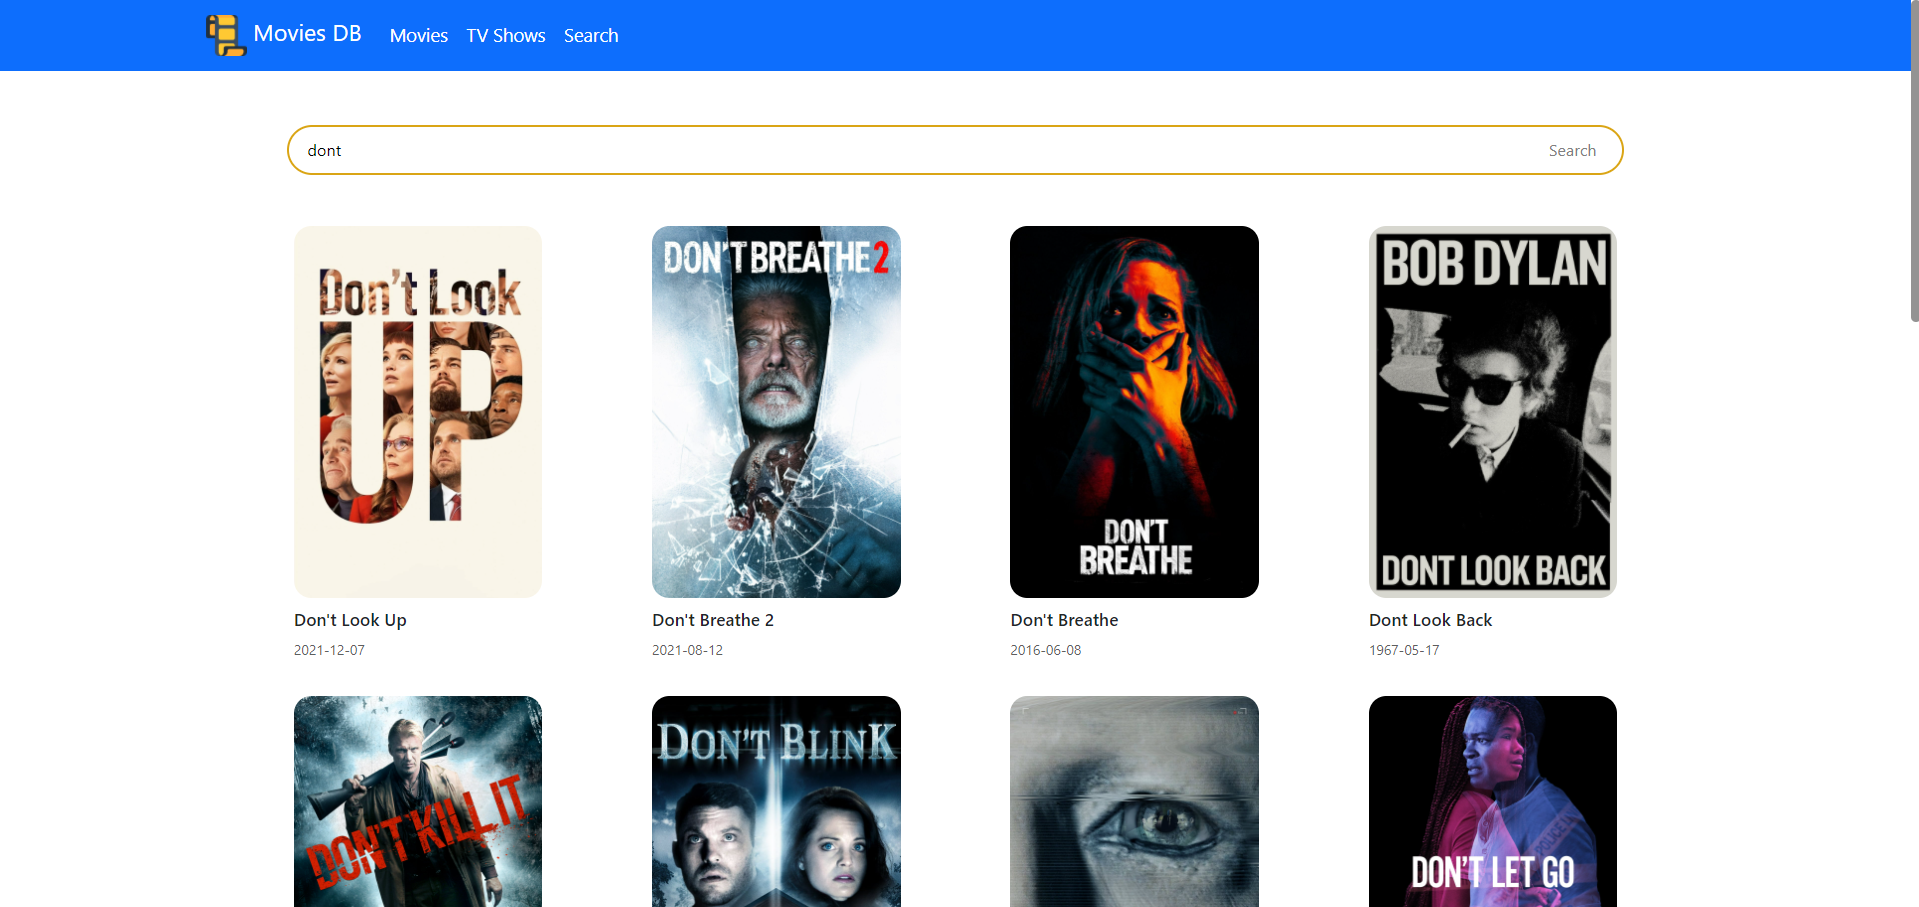 Movies DB
Movies
TV Shows
Search
dont
Search
Don't Look
UP
DON'T BREATHE 2
DON'T
BREATHE
BOB DYLAN
DONT LOOK BACK
Don't Look Up
Don't Breathe 2
Don't Breathe
Dont Look Back
2021-12-07
2021-08-12
2016-06-08
1967-05-17
DON'T KILL IT
DON'T BLINK
DON'T LET GO